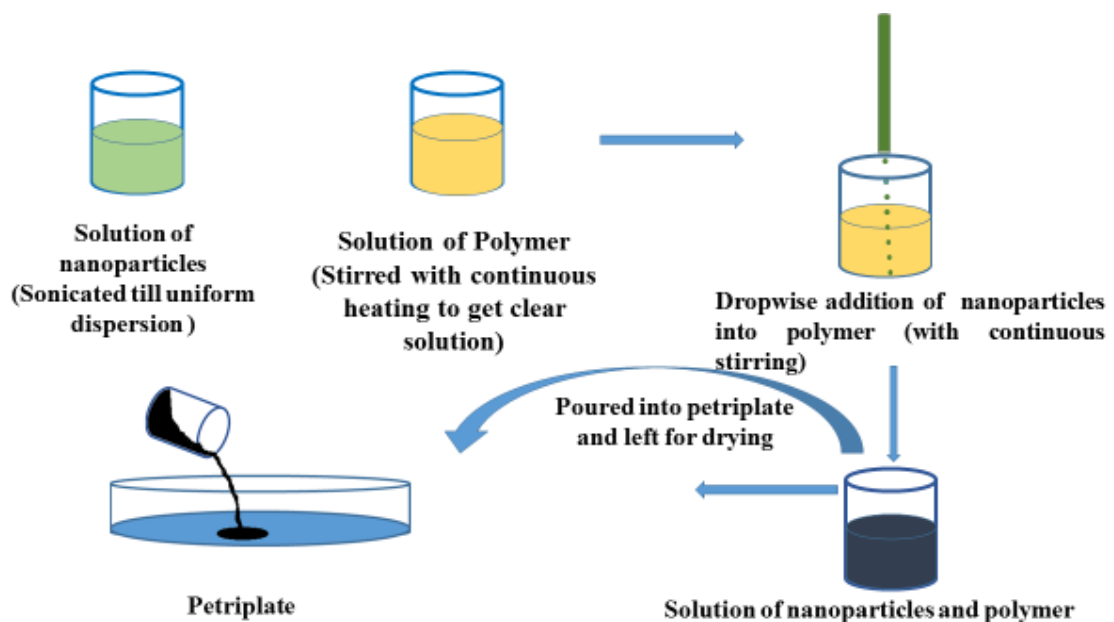 Solution of
nanoparticles
(Sonicated till uniform
dispersion )
Solution of Polymer
(Stirred with continuous
heating to get clear
solution)
Dropwise addition of nanoparticles
into polymer (with continuous
stirring)
Poured into petriplate
and left for drying
Petriplate
Solution of nanoparticles and polymer